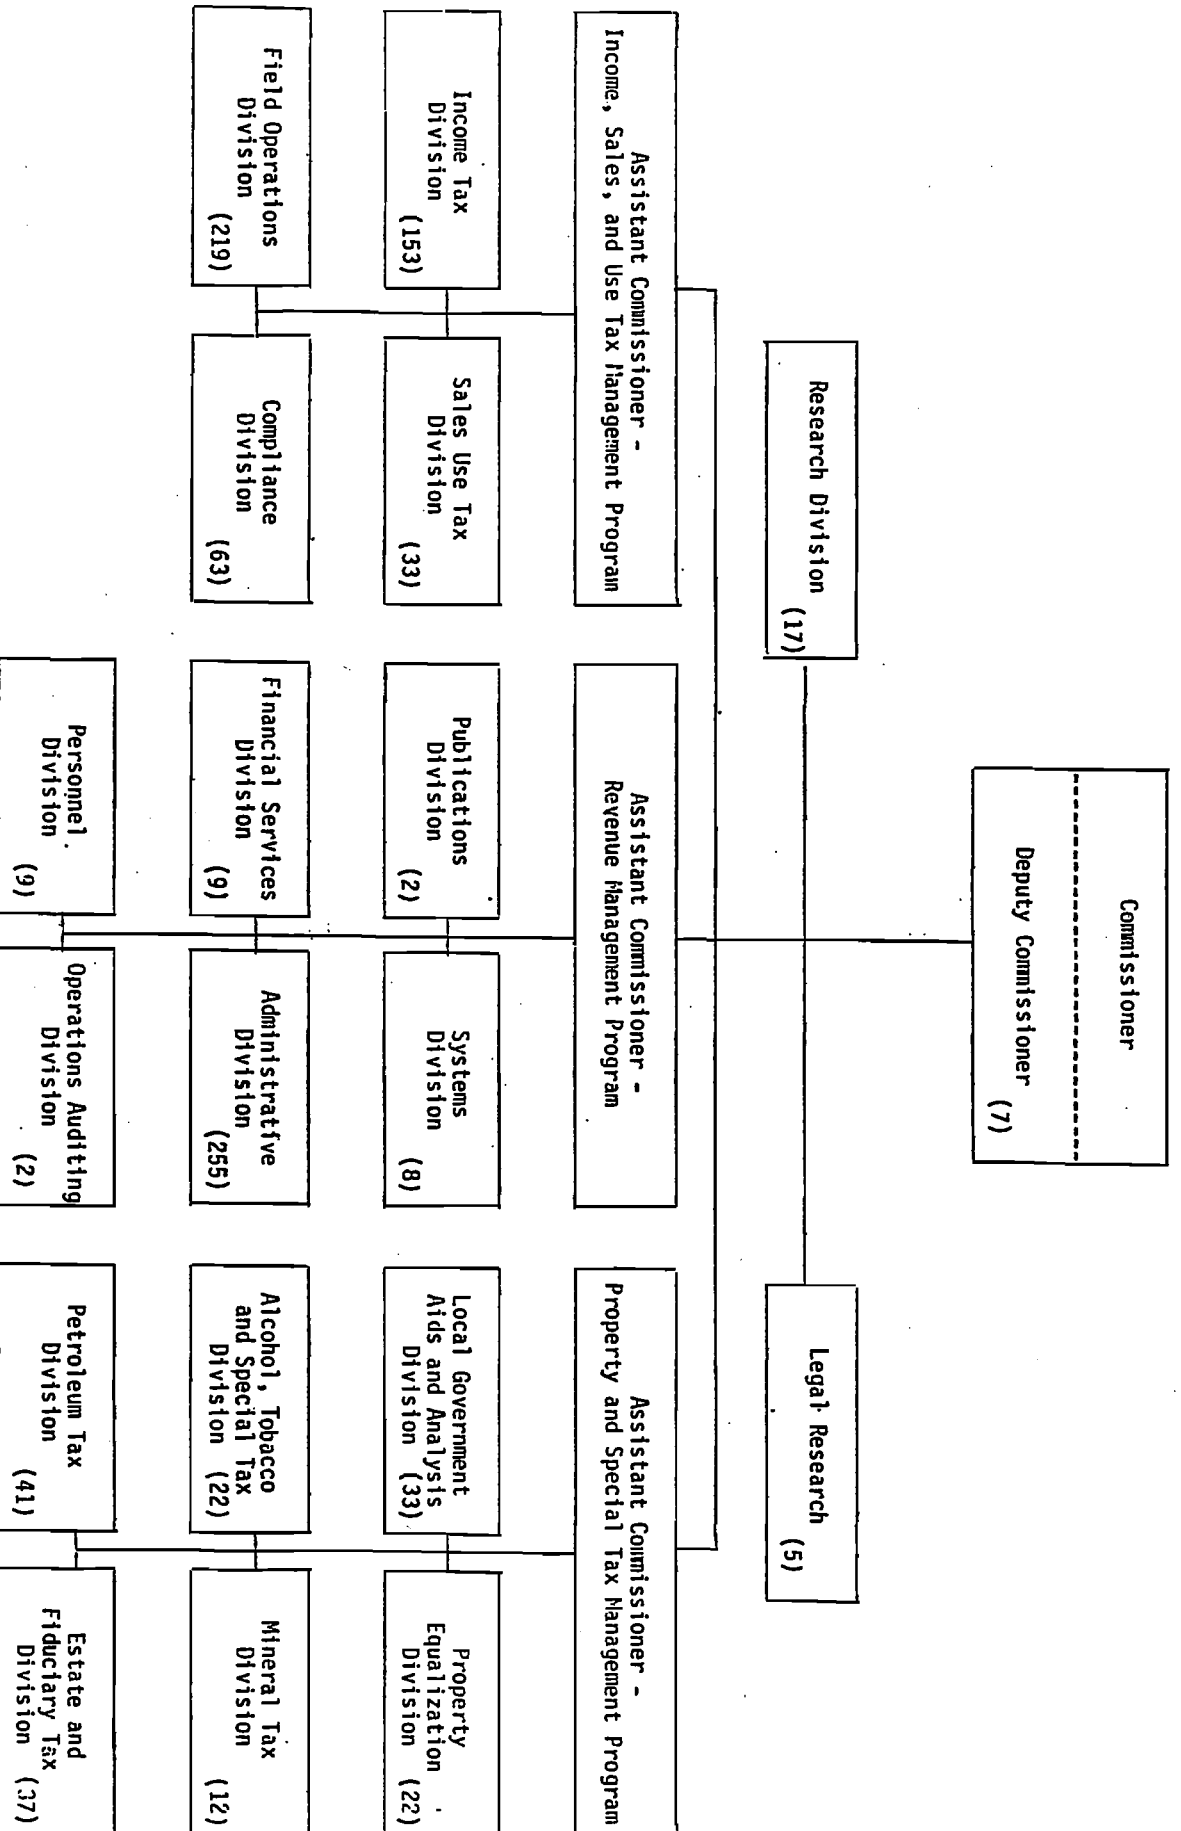 Commissioner
Deputy Commissioner
(7)
Research Division
(17)
Legal Research
(5)
Assistant Commissioner -
Income, Sales, and Use Tax Management Program
Assistant Commissioner -
Revenue Management Program
Assistant Commissioner -
Property and Special Tax Management Program
Income Tax
Division
(153)
Sales Use Tax
Division
(33)
Publications
Division
(2)
Systems
Division
(8)
Local Government
Aids and Analysis
Division (33)
Property
Equalization
Division (22)
Field Operations
Division
(219)
Compliance
Division
(63)
Financial Services
Division
(9)
Administrative
Division
(255)
Alcohol, Tobacco
and Special Tax
Division (22)
Mineral Tax
Division
(12)
Personnel
Division
(9)
Operations Auditing
Division
(2)
Petroleum Tax
Division
(41)
Estate and
Fiduciary Tax
Division (37)